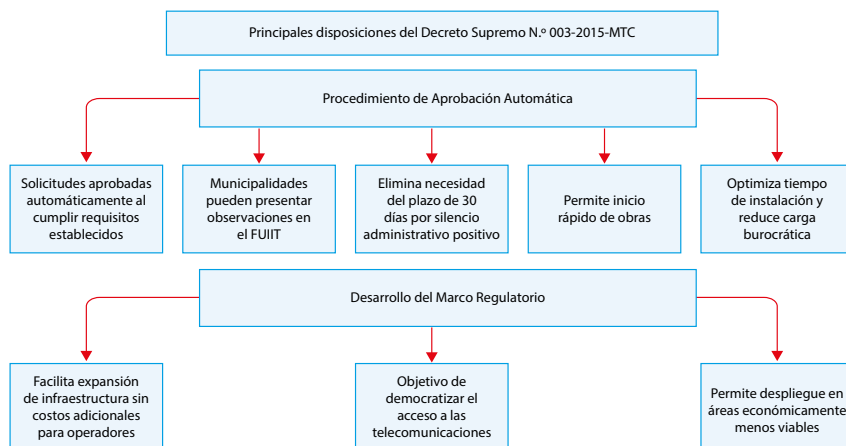 Principales disposiciones del Decreto Supremo N.º 003-2015-MTC
Procedimiento de Aprobación Automática
Solicitudes aprobadas
automáticamente al
cumplir requisitos
establecidos
Municipalidades
pueden presentar
observaciones en
el FUIIT
Elimina necesidad
del plazo de 30
días por silencio
administrativo positivo
Permite inicio
rápido de obras
Optimiza tiempo
de instalación y
reduce carga
burocrática
Desarrollo del Marco Regulatorio
Facilita expansión
de infraestructura sin
costos adicionales
para operadores
Objetivo de
democratizar el
acceso a las
telecomunicaciones
Permite despliegue en
áreas económicamente
menos viables